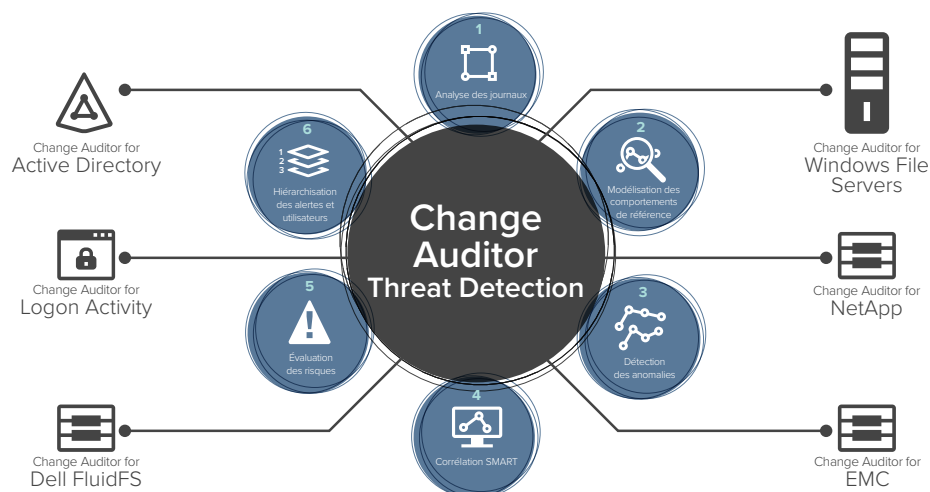 1
Analyse des journaux
2
Modélisation des
comportements
de référence
3
Détection
des anomalies
4
Corrélation SMART
5
Évaluation
des risques
6
1
2
3
Hiérarchisation
des alertes et
utilisateurs
Change
Auditor
Threat Detection
Change Auditor for
Active Directory
Change Auditor for
Logon Activity
Change Auditor for
Dell FluidFS
Change Auditor for
Windows File
Servers
Change Auditor for
NetApp
Change Auditor for
EMC